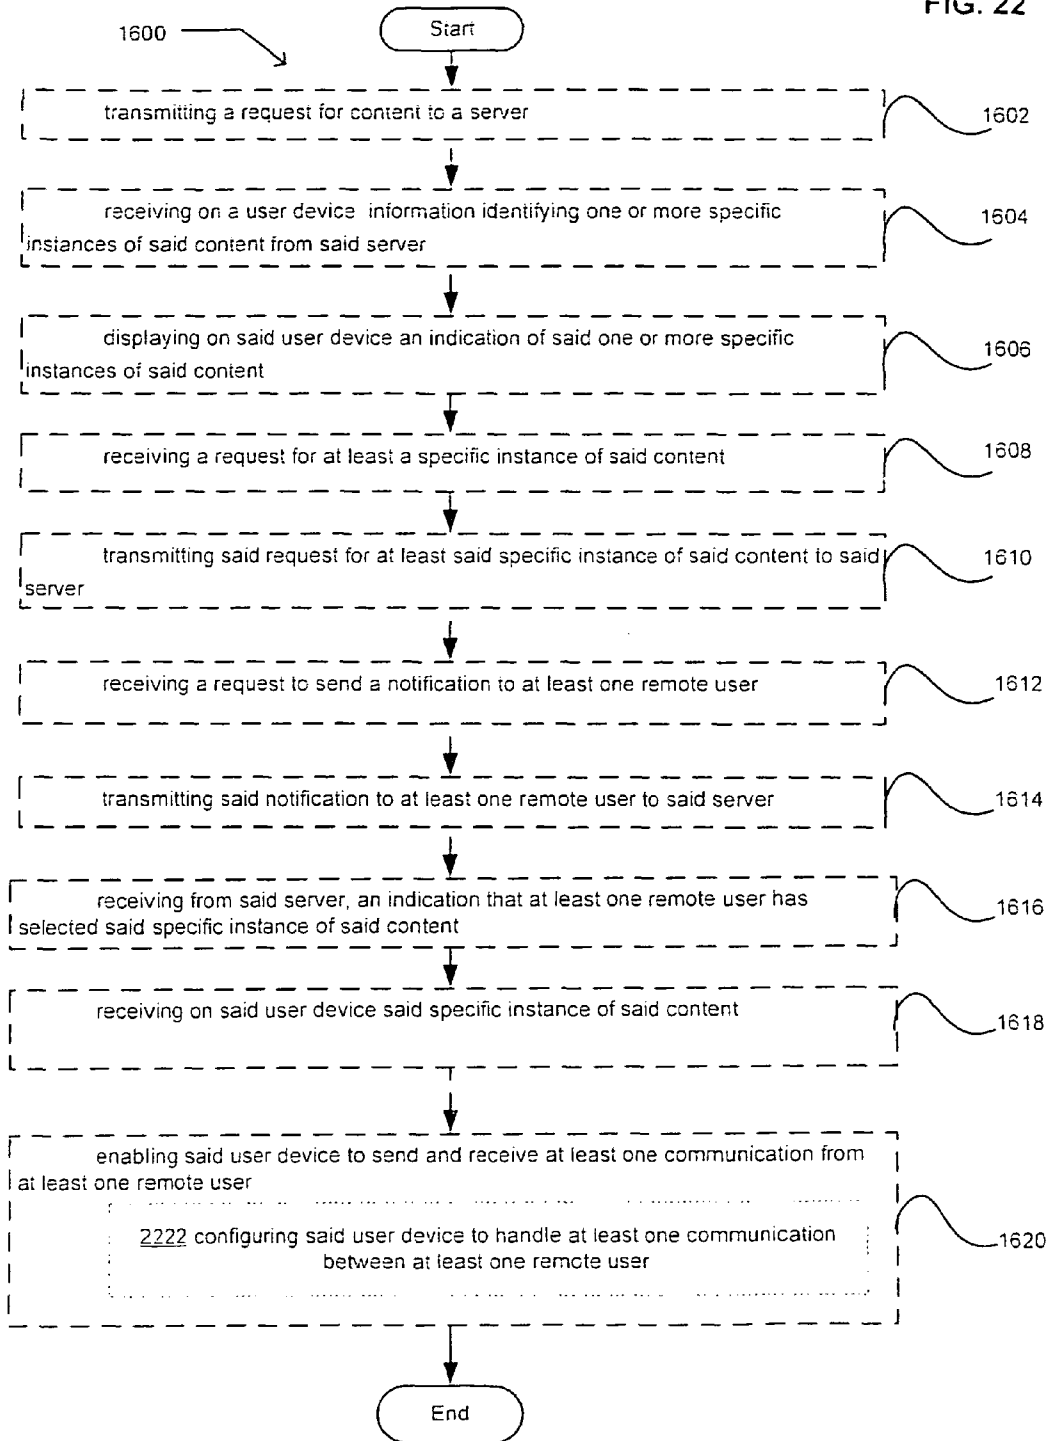 FIG. 22
1600
Start
transmitting a request for content to a server
1602
receiving on a user device information identifying one or more specific
instances of said content from said server
1604
displaying on said user device an indication of said one or more specific
instances of said content
1606
receiving a request for at least a specific instance of said content
1608
transmitting said request for at least said specific instance of said content to said
server
1610
receiving a request to send a notification to at least one remote user
1612
transmitting said notification to at least one remote user to said server
1614
receiving from said server, an indication that at least one remote user has
selected said specific instance of said content
1616
receiving on said user device said specific instance of said content
1618
enabling said user device to send and receive at least one communication from
at least one remote user
2222 configuring said user device to handle at least one communication
between at least one remote user
1620
End